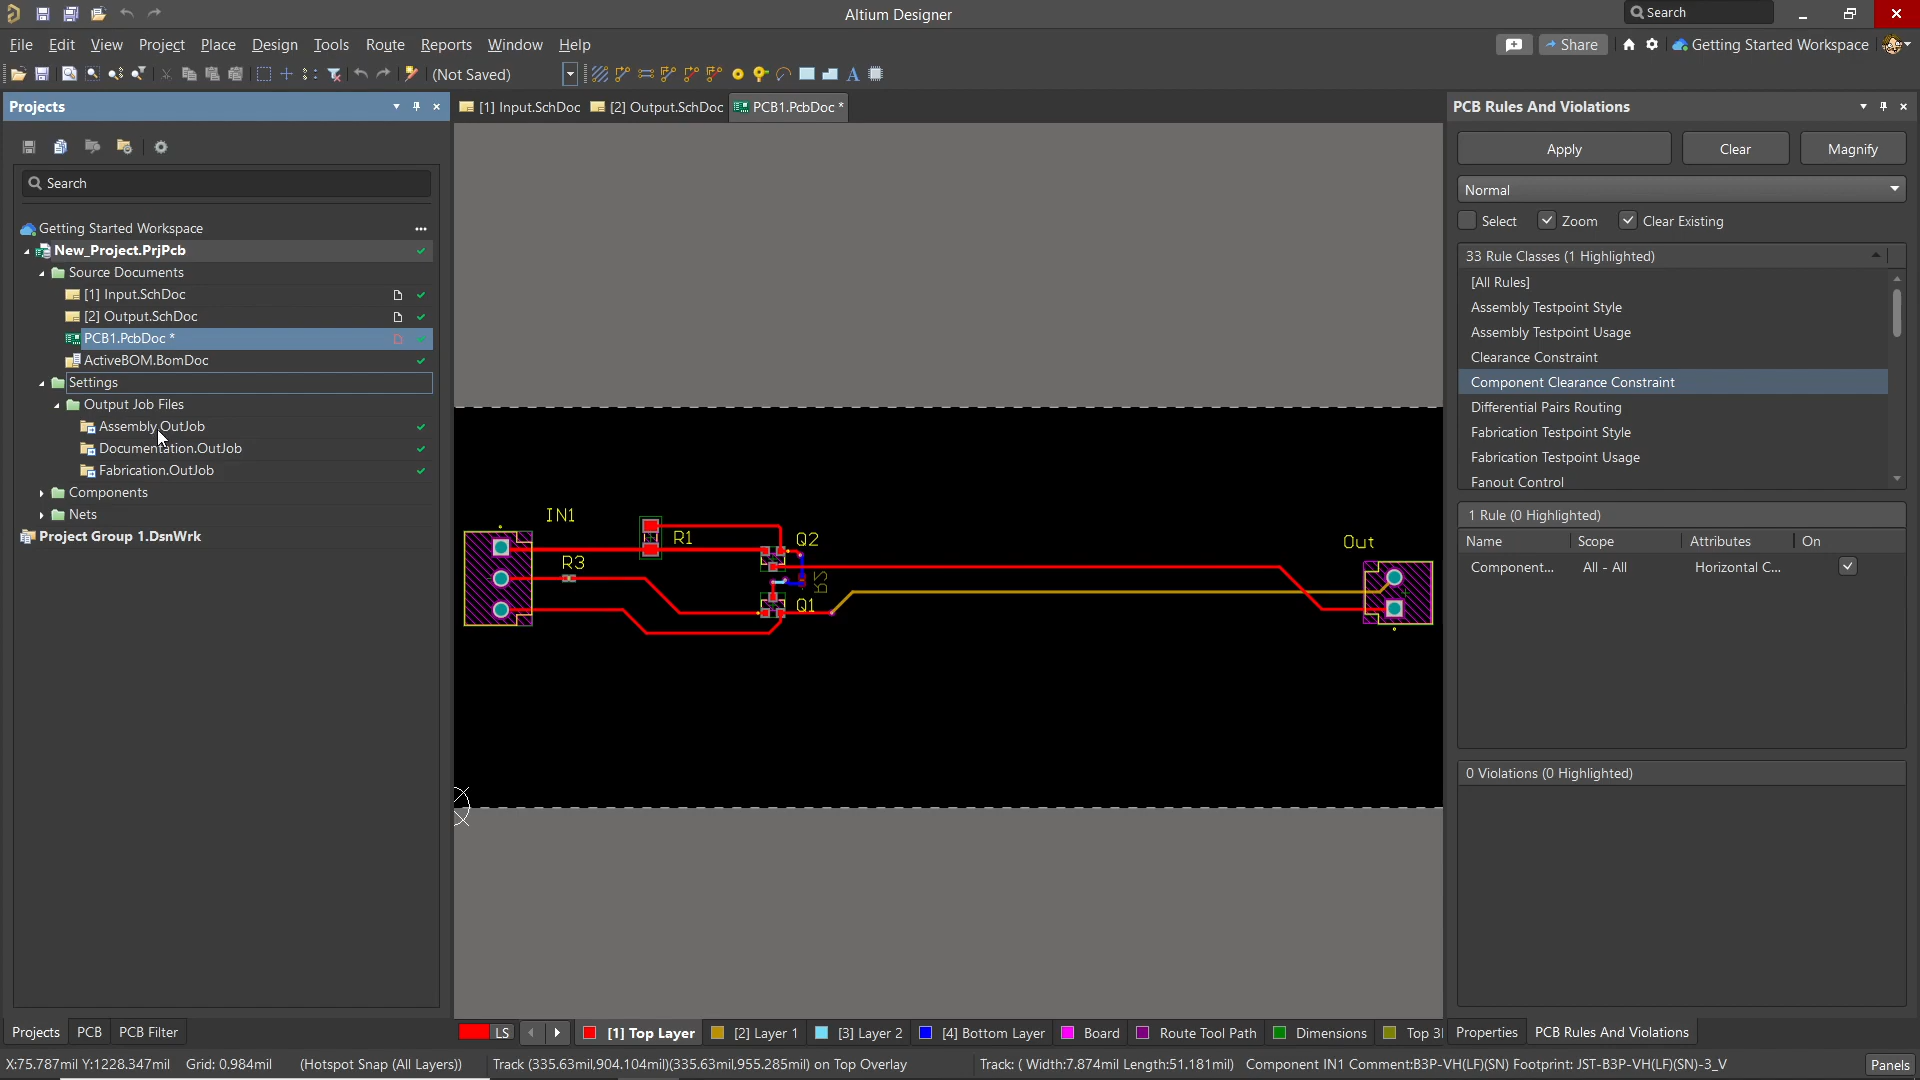 Altium Designer
Search
File Edit View Project Place Design Tools Route Reports Window Help
Share
Getting Started Workspace
(Not Saved)
A
Projects
[1] Input.SchDoc
[2] Output.SchDoc
PCB1.PcbDoc *
PCB Rules And Violations
Search
Getting Started Workspace
New_Project.PrjPcb
Source Documents
[1] Input.SchDoc
[2] Output.SchDoc
PCB1.PcbDoc *
ActiveBOM.BomDoc
Settings
Output Job Files
Assembly.OutJob
Documentation.OutJob
Fabrication.OutJob
Components
Nets
Project Group 1.DsnWrk
IN1
R1
R3
Q2
R2
Q1
Out
Apply
Clear
Magnify
Normal
Select
Zoom
Clear Existing
33 Rule Classes (1 Highlighted)
[All Rules]
Assembly Testpoint Style
Assembly Testpoint Usage
Clearance Constraint
Component Clearance Constraint
Differential Pairs Routing
Fabrication Testpoint Style
Fabrication Testpoint Usage
Fanout Control
1 Rule (0 Highlighted)
Name Scope Attributes On
Component... All - All Horizontal C...
0 Violations (0 Highlighted)
Projects PCB PCB Filter
LS
[1] Top Layer
[2] Layer 1
[3] Layer 2
[4] Bottom Layer
Board
Route Tool Path
Dimensions
Top 3
Properties
PCB Rules And Violations
X:75.787mil Y:1228.347mil Grid: 0.984mil (Hotspot Snap (All Layers)) Track (335.63mil,904.104mil)(335.63mil,955.285mil) on Top Overlay Track: ( Width:7.874mil Length:51.181mil) Component IN1 Comment:B3P-VH(LF)(SN) Footprint: JST-B3P-VH(LF)(SN)-3_V
Panels